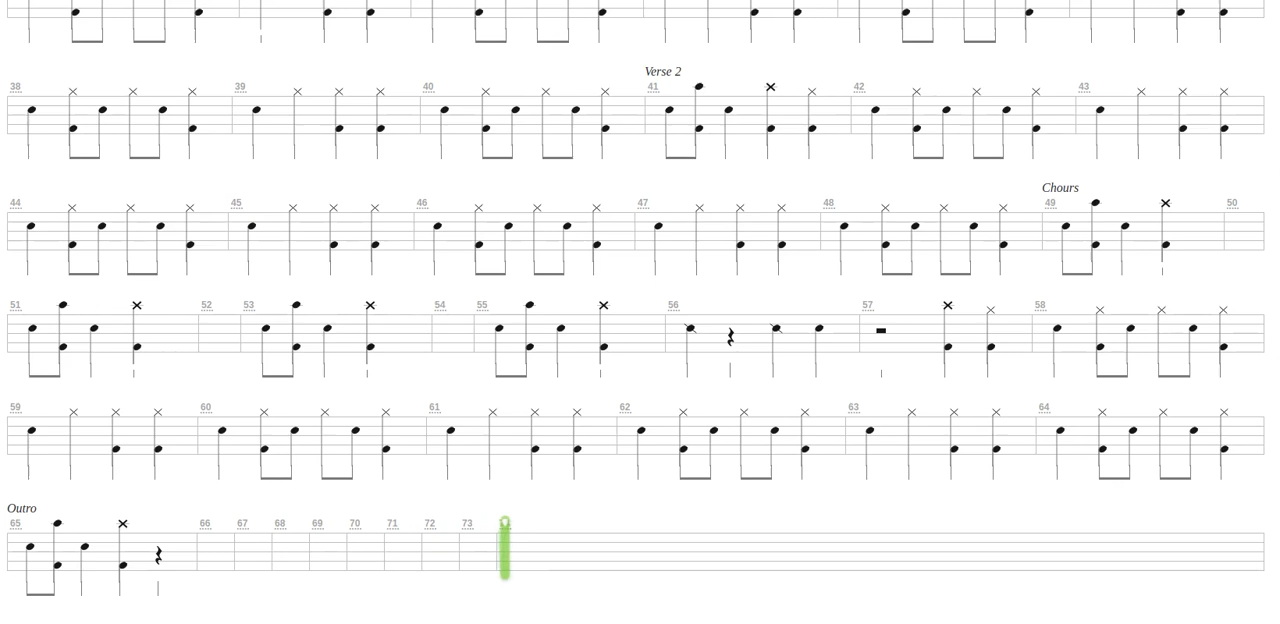 Verse 2
38 39 40 41 42 43
Chours
44 45 46 47 48 49 50
51 52 53 54 55 56 57 58
59 60 61 62 63 64
Outro
65 66 67 68 69 70 71 72 73